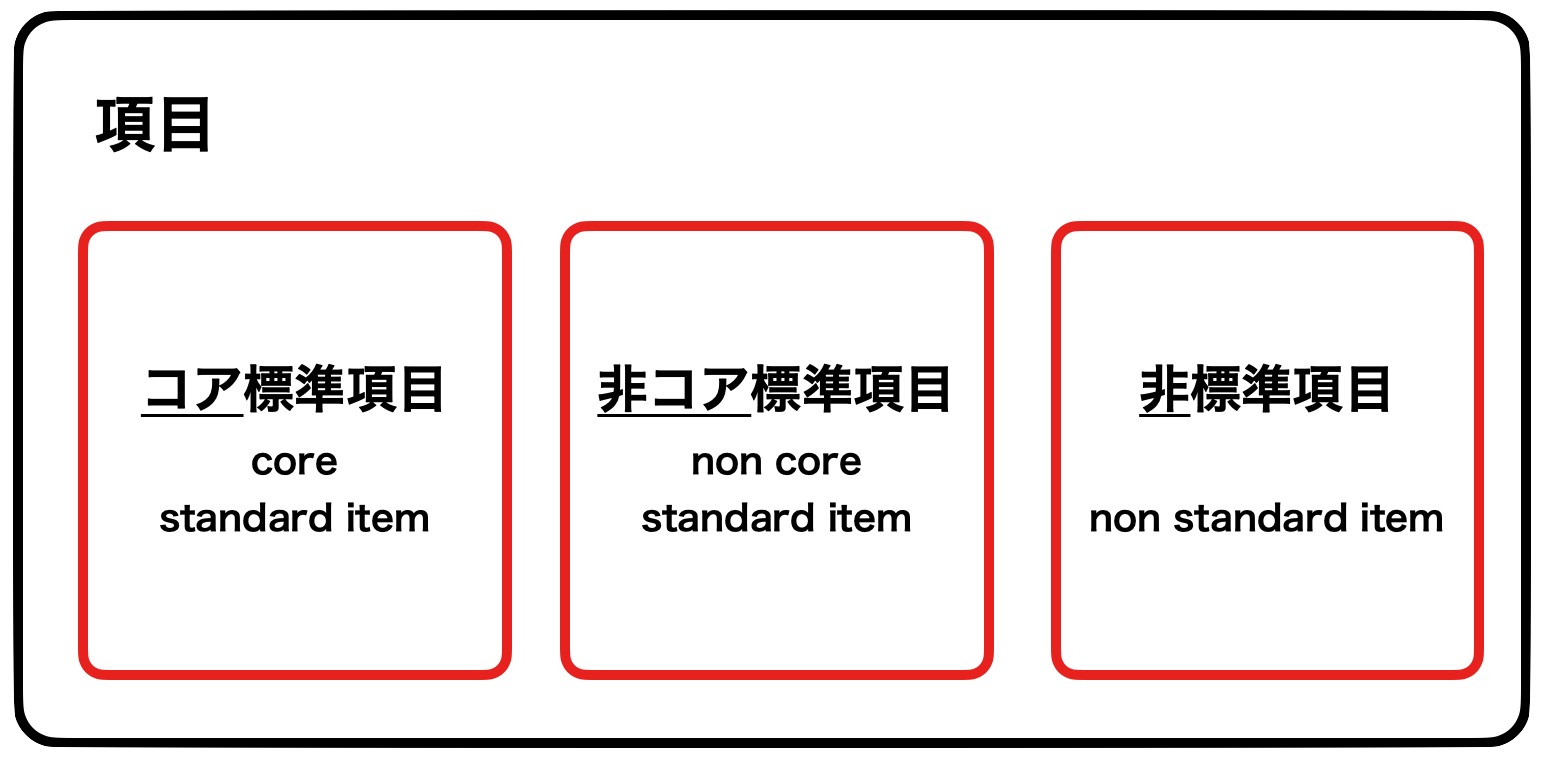 項目
コア標準項目
core
standard item
非コア標準項目
non core
standard item
非標準項目
non standard item